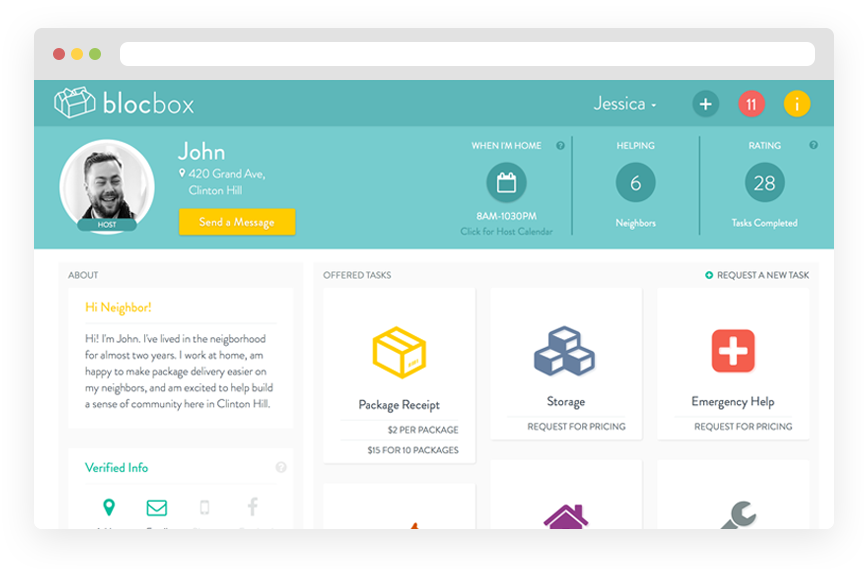 blocbox
Jessica
11
i
John
420 Grand Ave,
Clinton Hill
Send a Message
HOST
WHEN I'M HOME
8AM-1030PM
Click for Host Calendar
HELPING
6
Neighbors
RATING
28
Tasks Completed
ABOUT
Hi Neighbor!
Hi! I'm John. I've lived in the neigborhood
for almost two years. I work at home, am
happy to make package delivery easier on
my neighbors, and am excited to help build
a sense of community here in Clinton Hill.
Verified Info
OFFERED TASKS
REQUEST A NEW TASK
Package Receipt
$2 PER PACKAGE
$15 FOR 10 PACKAGES
Storage
REQUEST FOR PRICING
Emergency Help
REQUEST FOR PRICING